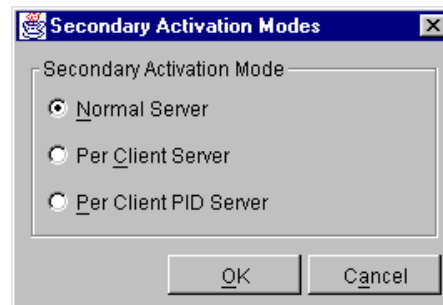 Secondary Activation Modes
Secondary Activation Mode
Normal Server
Per Client Server
Per Client PID Server
OK Cancel